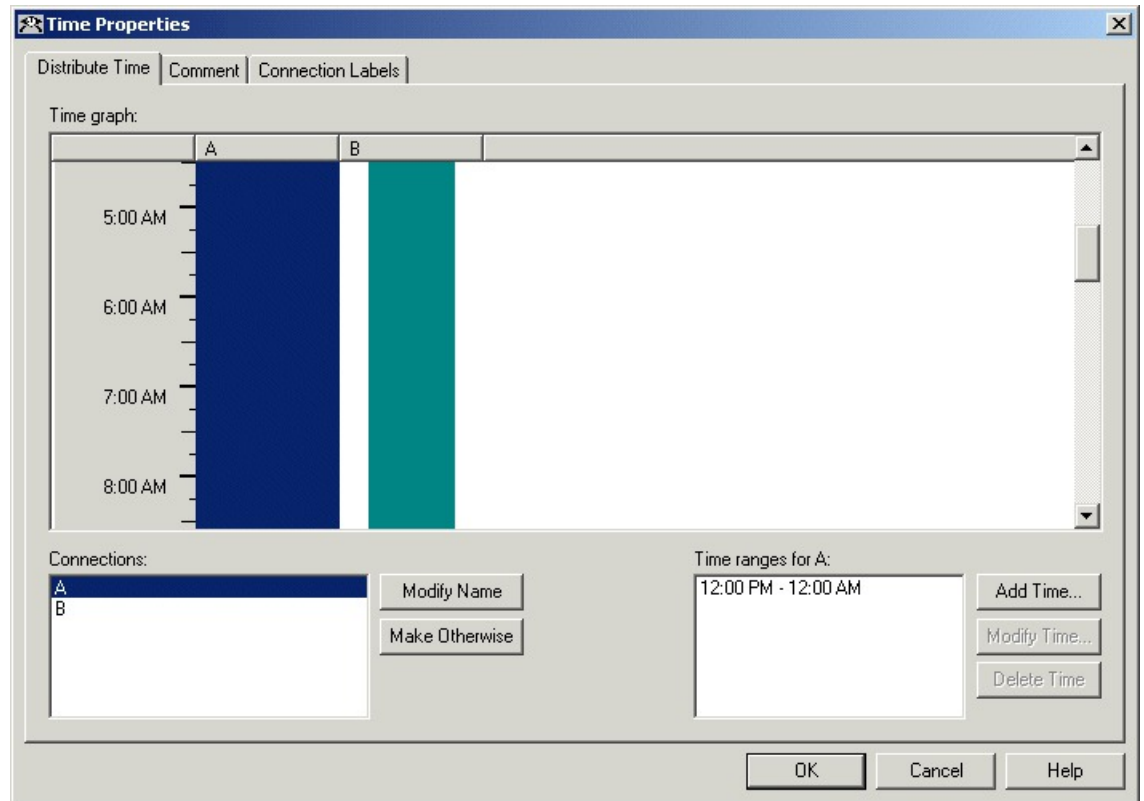 Time Properties
Distribute Time
Comment
Connection Labels
Time graph:
A
B
5:00 AM
6:00 AM
7:00 AM
8:00 AM
Connections:
A
B
Modify Name
Make Otherwise
Time ranges for A:
12:00 PM - 12:00 AM
Add Time...
Modify Time...
Delete Time
OK
Cancel
Help